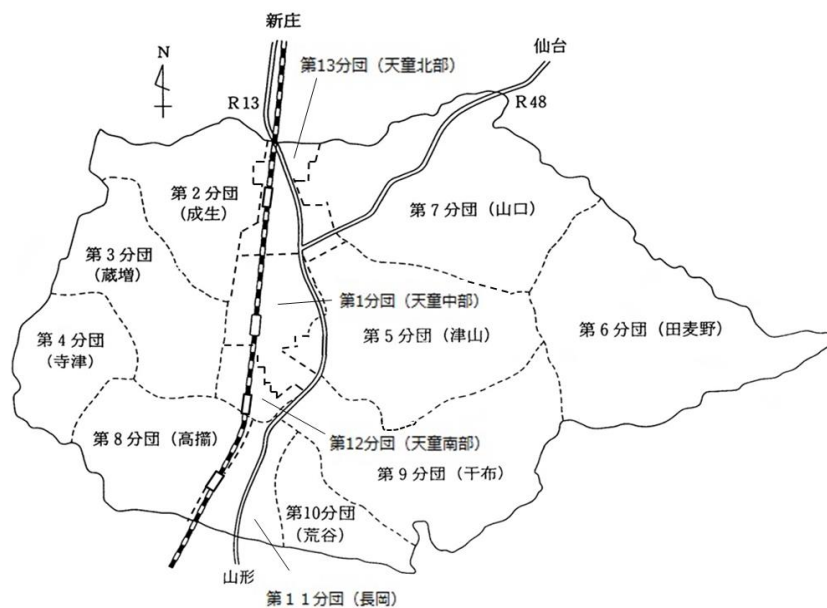 新庄
仙台
第13分団（天童北部）
N
R13
R48
第２分団
（成生）
第７分団（山口）
第３分団
（蔵増）
第1分団（天童中部）
第４分団
（寺津）
第５分団（津山）
第６分団（田麦野）
第８分団（高擶）
第12分団（天童南部）
第９分団（干布）
第10分団
（荒谷）
山形
第１１分団（長岡）